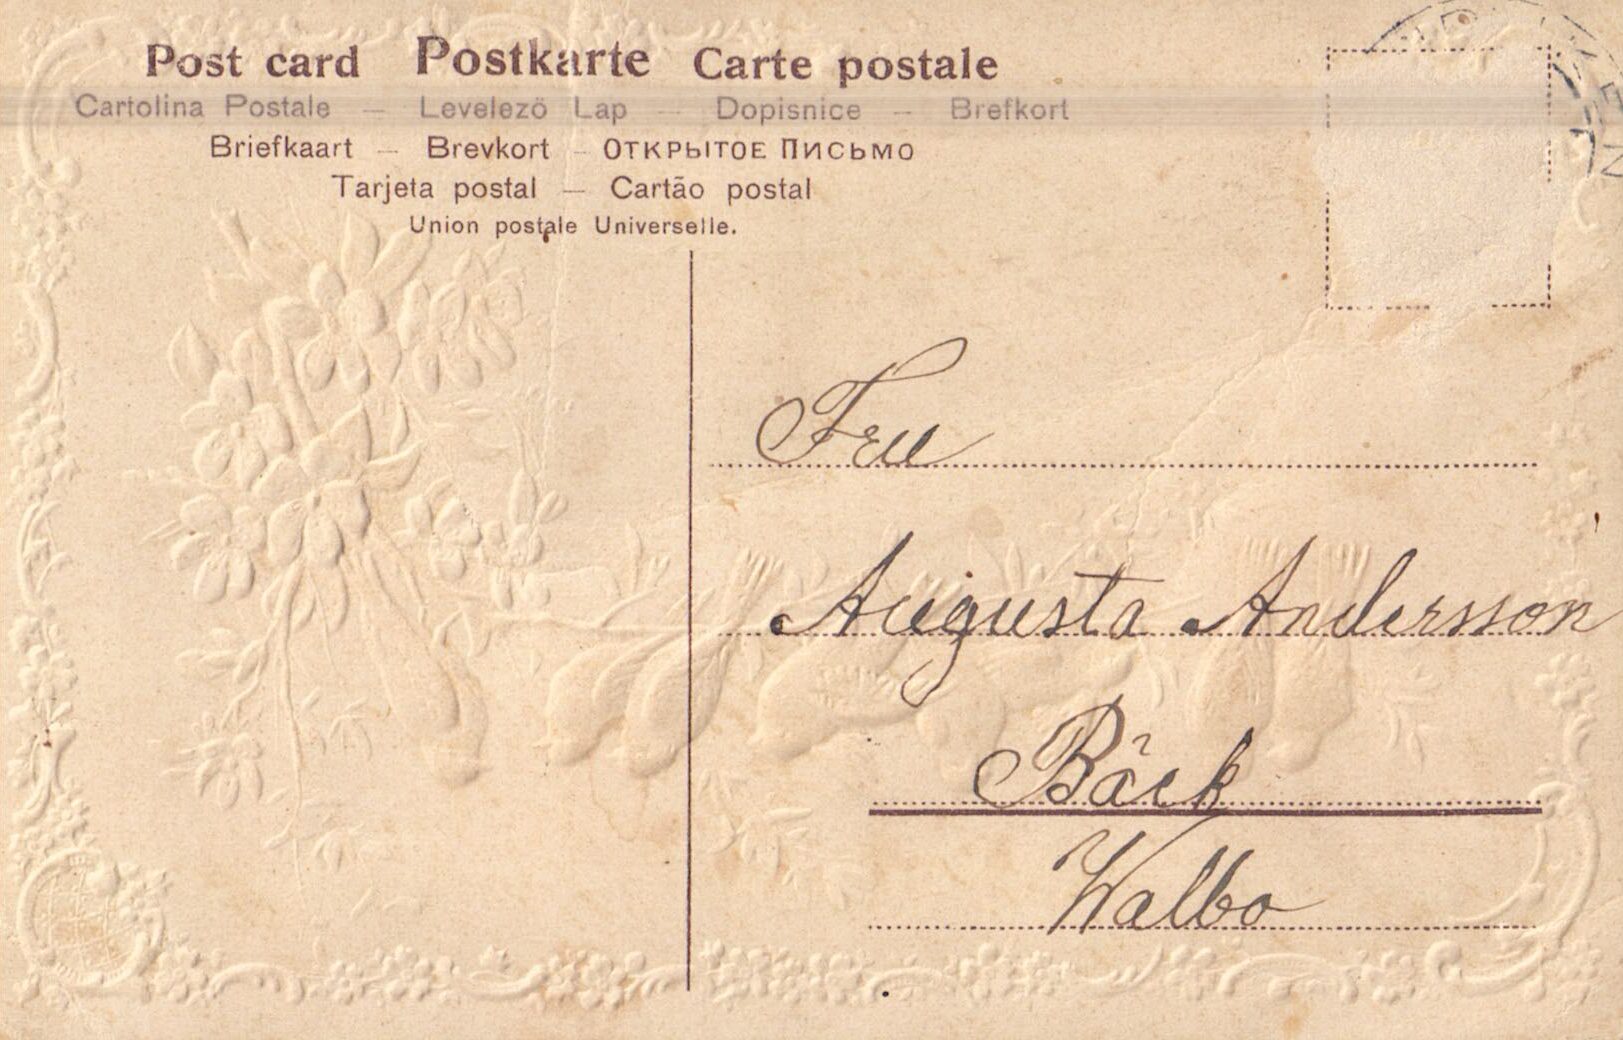 Post card Postkarte Carte postale
Cartolina Postale — Levelezö Lap — Dopisnice — Brefkort
Briefkaart — Brevkort — Открытое Письмо
Tarjeta postal — Cartão postal
Union postale Universelle.
Fru
Augusta Andersson
Bäck
Walbo